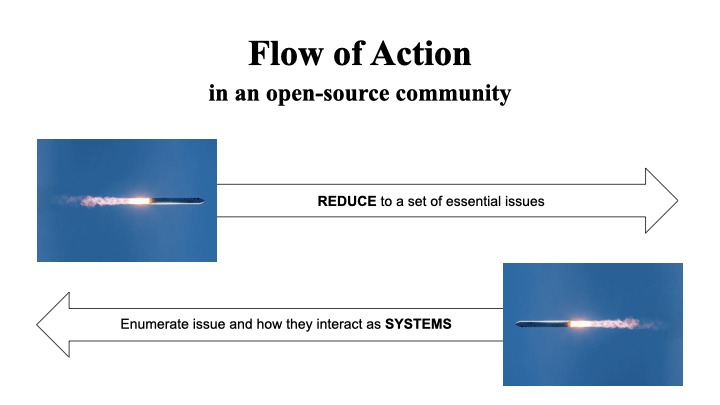 Flow of Action
in an open-source community
REDUCE to a set of essential issues
Enumerate issue and how they interact as SYSTEMS